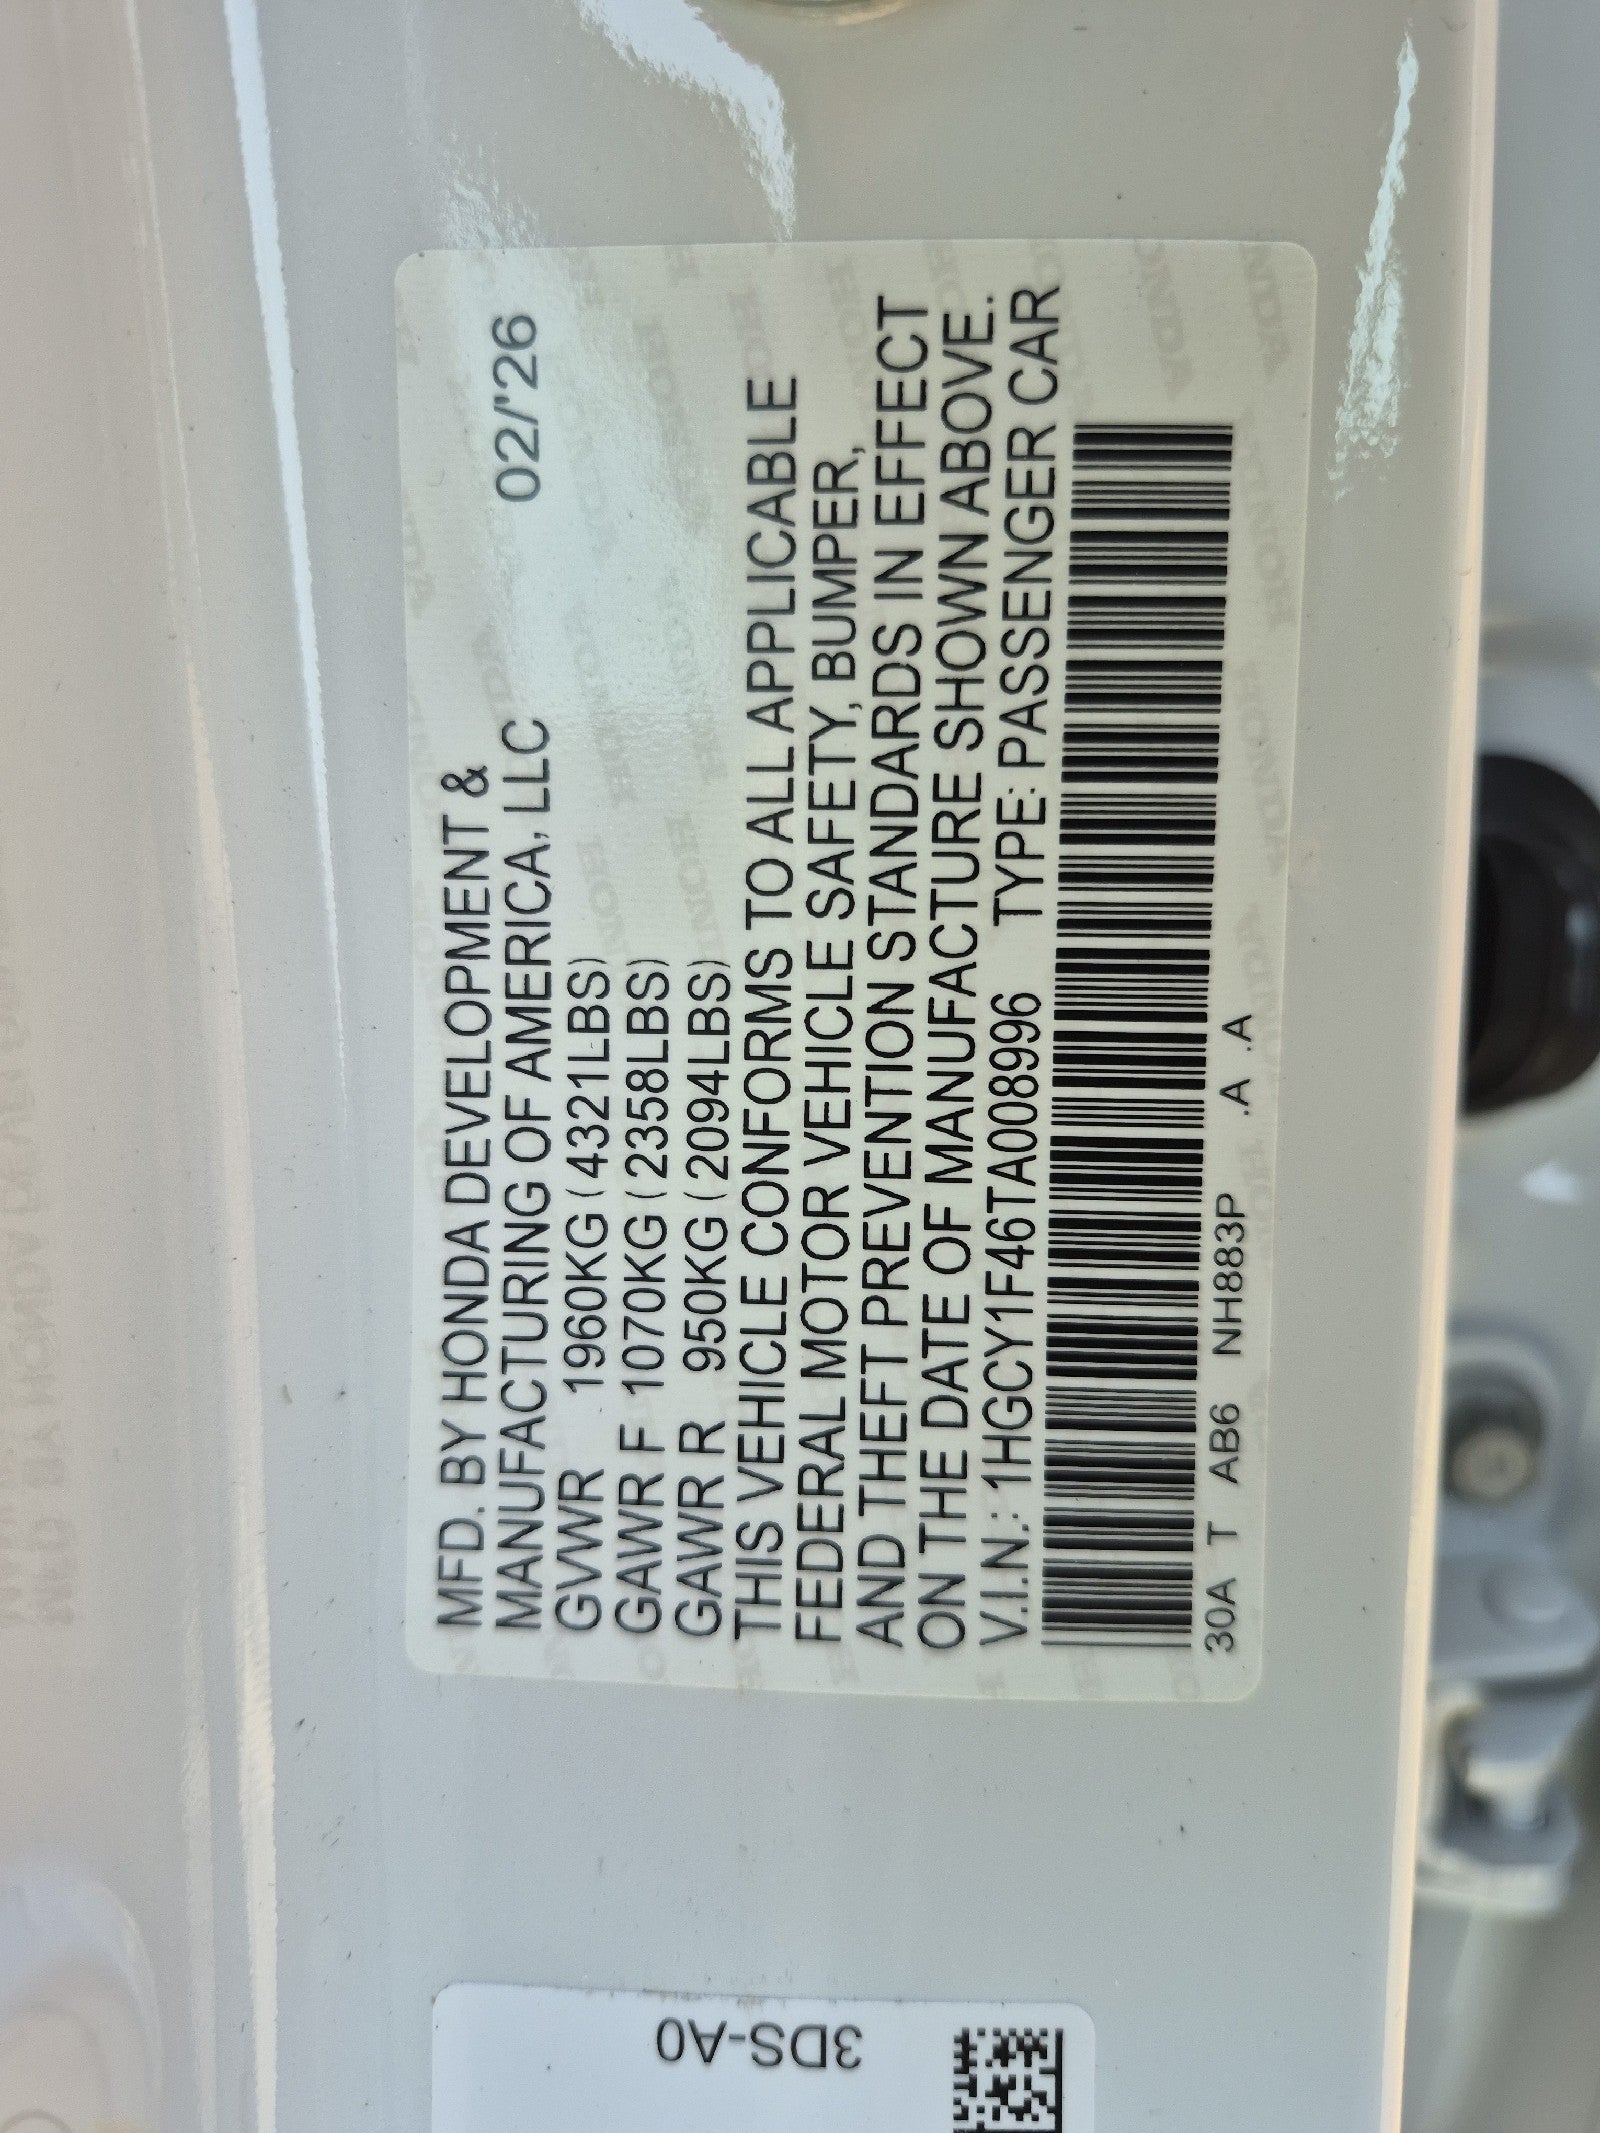 MFD. BY HONDA DEVELOPMENT &
MANUFACTURING OF AMERICA, LLC 02/'26
GVWR 1960KG (4321LBS)
GAWR F 1070KG (2358LBS)
GAWR R 950KG (2094LBS)
THIS VEHICLE CONFORMS TO ALL APPLICABLE
FEDERAL MOTOR VEHICLE SAFETY, BUMPER,
AND THEFT PREVENTION STANDARDS IN EFFECT
ON THE DATE OF MANUFACTURE SHOWN ABOVE.
V.I.N.: 1HGCY1F46TA008996 TYPE: PASSENGER CAR
30A T AB6 NH883P .A .A
3DS-A0